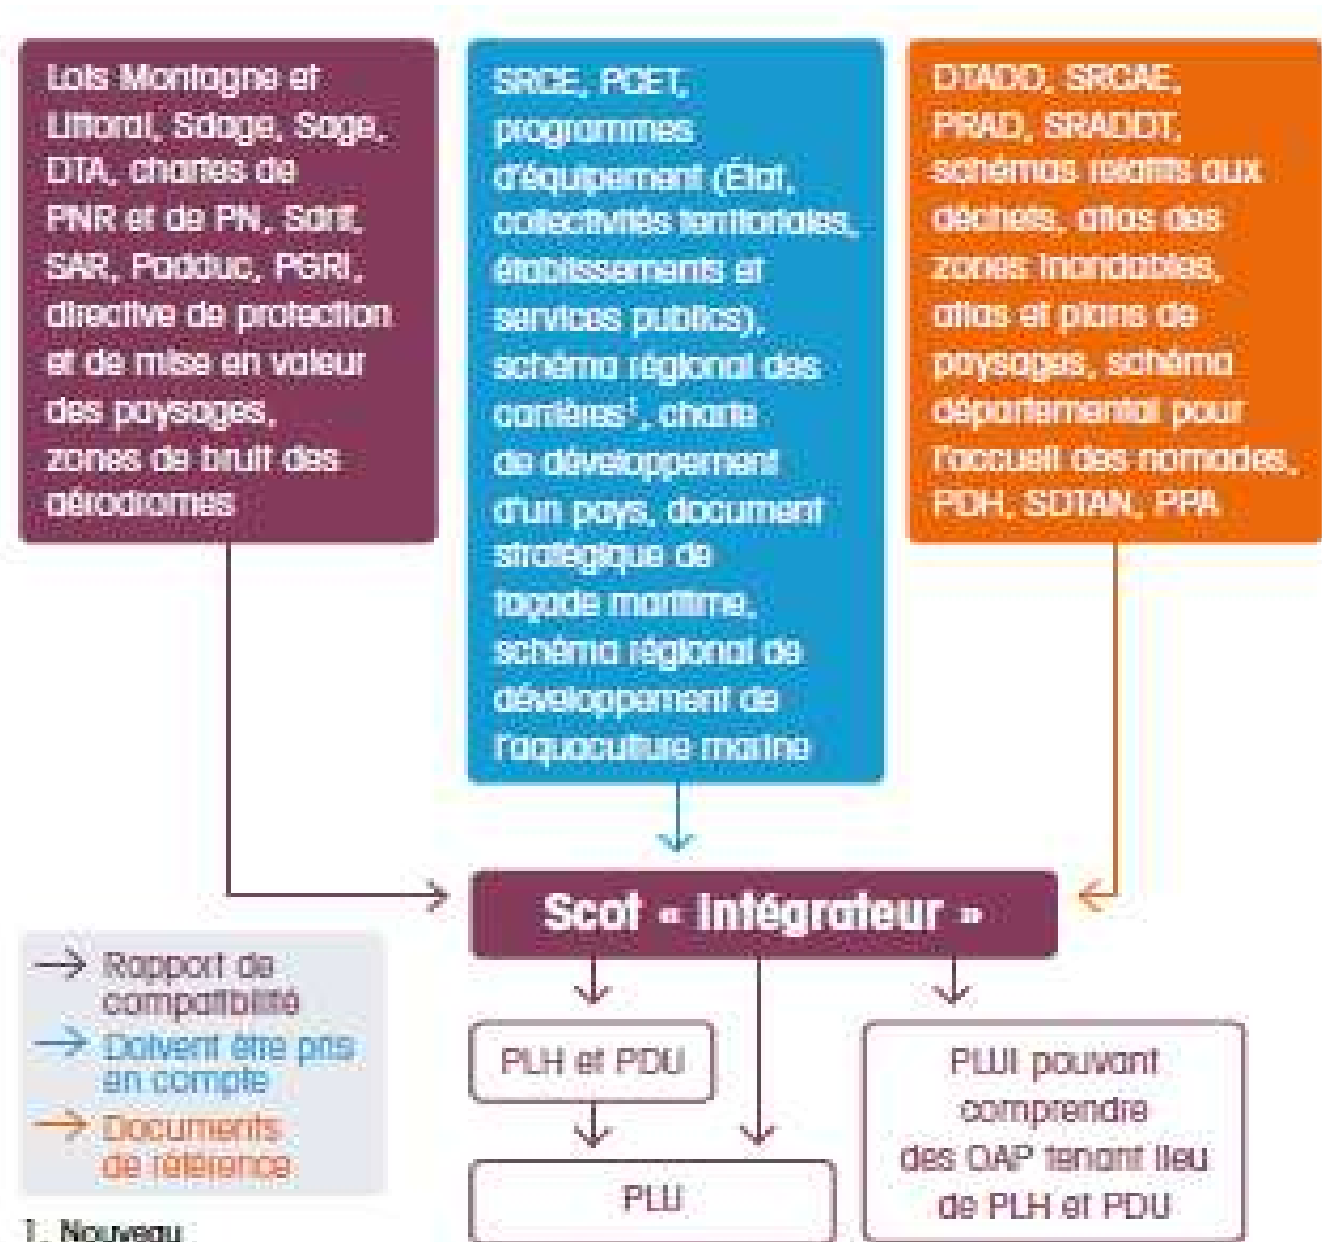 Lois Montagne et
Littoral, Sdage, Sage,
DTA, chartes de
PNR et de PN, Sdrif,
SAR, Padduc, PGRI,
directive de protection
et de mise en valeur
des paysages,
zones de bruit des
aérodromes
SRCE, PCET,
programmes
d'équipement (État,
collectivités territoriales,
établissements et
services publics),
schéma régional des
carrières¹, charte
de développement
d'un pays, document
stratégique de
façade maritime,
schéma régional de
développement de
l'aquaculture marine
DTADD, SRCAE,
PRAD, SRADDT,
schémas relatifs aux
déchets, atlas des
zones inondables,
atlas et plans de
paysages, schéma
départemental pour
l'accueil des nomades,
PDH, SDTAN, PPA
Scot « intégrateur »
Rapport de
compatibilité
Doivent être pris
en compte
Documents
de référence
PLH et PDU
PLU
PLUI pouvant
comprendre
des OAP tenant lieu
de PLH et PDU
1. Nouveau